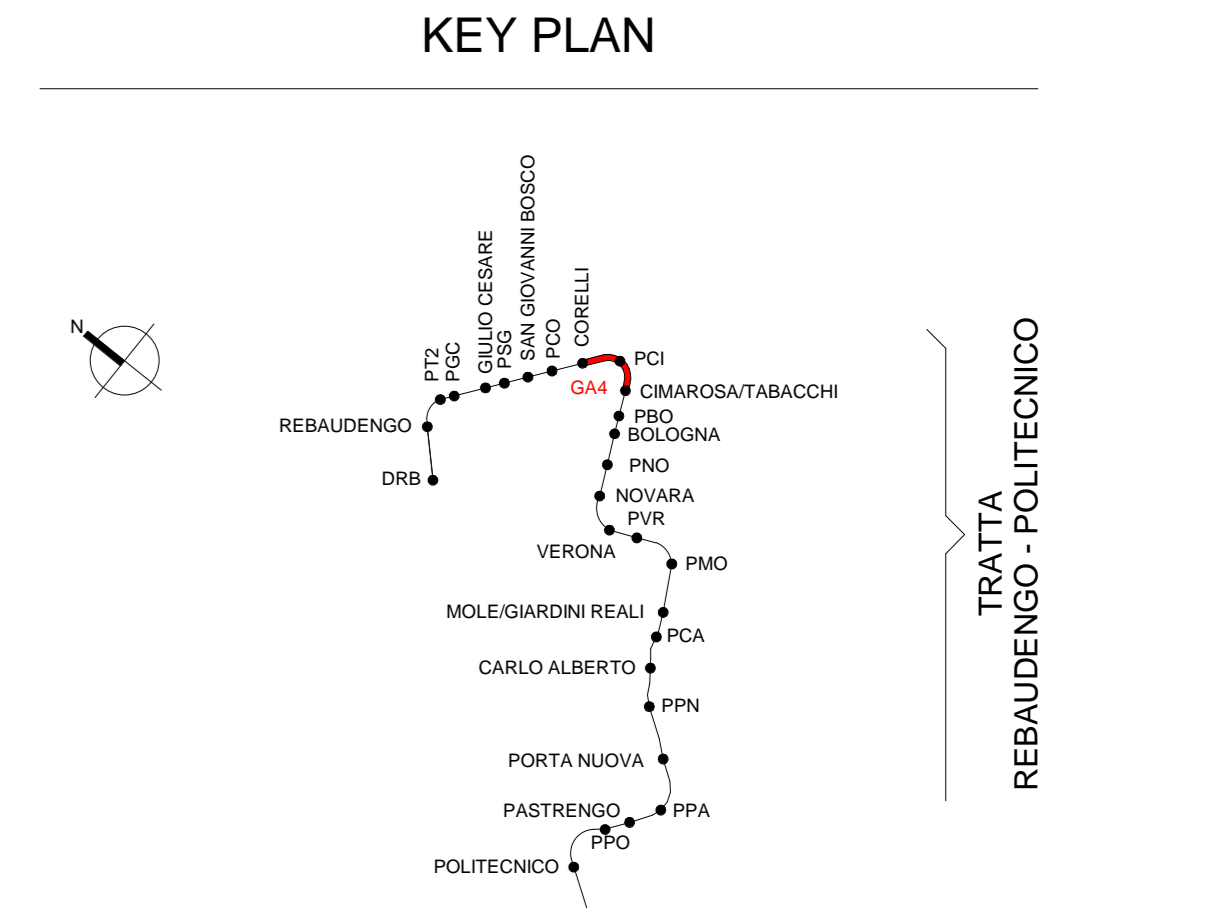 KEY PLAN
N
PT2
PGC
GIULIO CESARE
PSG
SAN GIOVANNI BOSCO
PCO
CORELLI
PCI
GA4
CIMAROSA/TABACCHI
REBAUDENGO
PBO
BOLOGNA
DRB
PNO
NOVARA
PVR
VERONA
PMO
MOLE/GIARDINI REALI
PCA
CARLO ALBERTO
PPN
PORTA NUOVA
PASTRENGO
PPA
PPO
POLITECNICO
TRATTA
REBAUDENGO - POLITECNICO